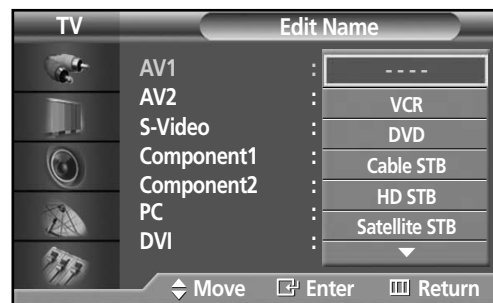 TV
Edit Name
AV1 : - - - -
AV2 : VCR
S-Video : DVD
Component1 : Cable STB
Component2 : HD STB
PC : Satellite STB
DVI :
Move Enter Return